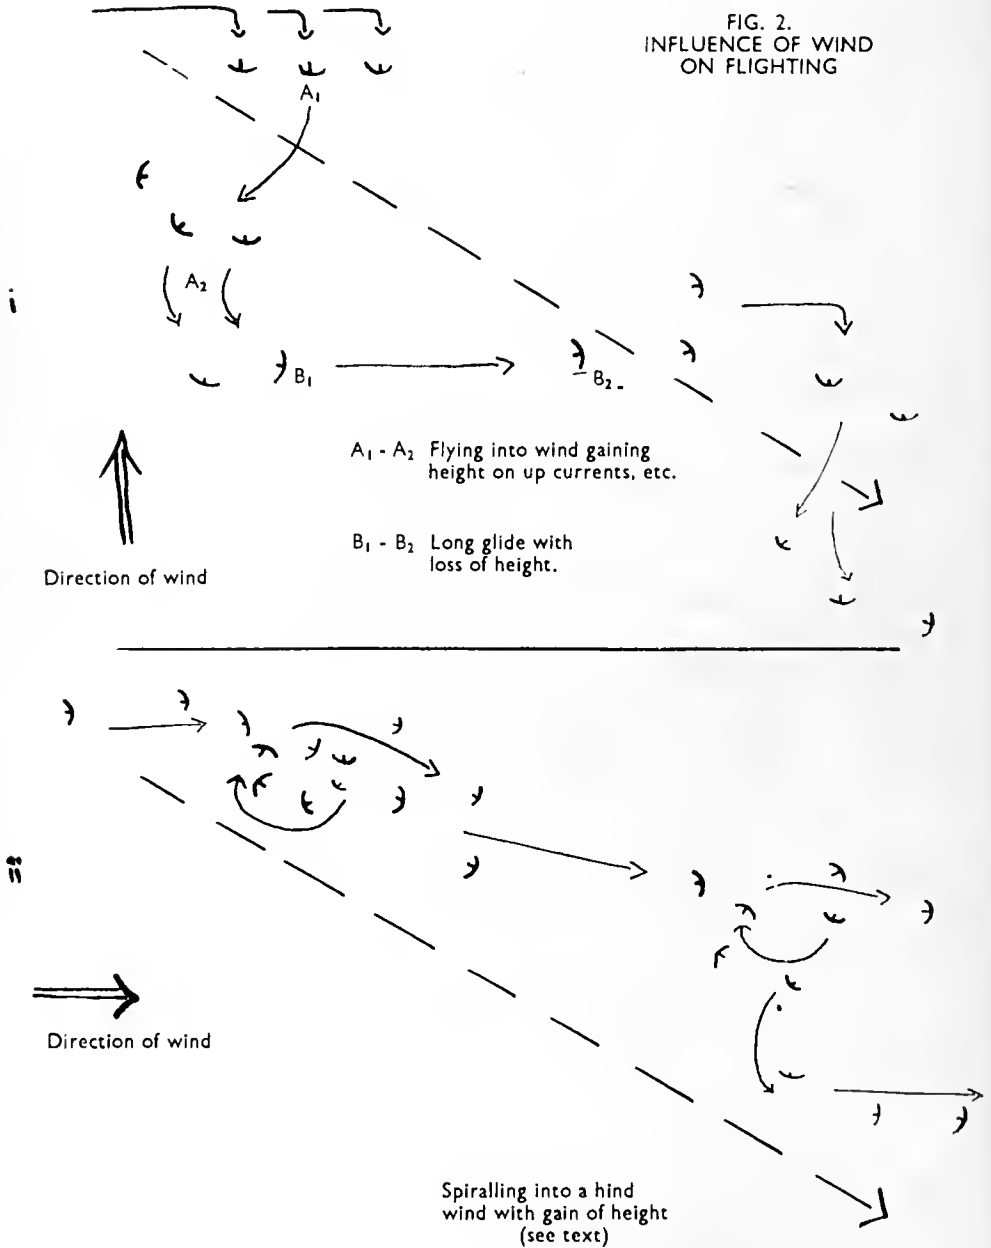 FIG. 2.
INFLUENCE OF WIND
ON FLIGHTING
A₁
i
A₂
B₁
B₂
A₁ - A₂ Flying into wind gaining
height on up currents, etc.
B₁ - B₂ Long glide with
loss of height.
Direction of wind
ii
Direction of wind
Spiralling into a hind
wind with gain of height
(see text)